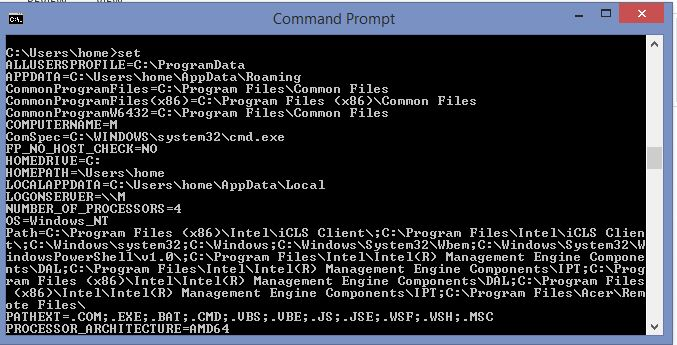 Command Prompt
C:\Users\home>set
ALLUSERSPROFILE=C:\ProgramData
APPDATA=C:\Users\home\AppData\Roaming
CommonProgramFiles=C:\Program Files\Common Files
CommonProgramFiles(x86)=C:\Program Files (x86)\Common Files
CommonProgramW6432=C:\Program Files\Common Files
COMPUTERNAME=M
ComSpec=C:\WINDOWS\system32\cmd.exe
FP_NO_HOST_CHECK=NO
HOMEDRIVE=C:
HOMEPATH=\Users\home
LOCALAPPDATA=C:\Users\home\AppData\Local
LOGONSERVER=\\M
NUMBER_OF_PROCESSORS=4
OS=Windows_NT
Path=C:\Program Files (x86)\Intel\iCLS Client\;C:\Program Files\Intel\iCLS Clien
t\;C:\Windows\system32;C:\Windows;C:\Windows\System32\Wbem;C:\Windows\System32\W
indowsPowerShell\v1.0\;C:\Program Files\Intel\Intel(R) Management Engine Compone
nts\DAL;C:\Program Files\Intel\Intel(R) Management Engine Components\IPT;C:\Prog
ram Files (x86)\Intel\Intel(R) Management Engine Components\DAL;C:\Program Files
 (x86)\Intel\Intel(R) Management Engine Components\IPT;C:\Program Files\Acer\Rem
ote Files\
PATHEXT=.COM;.EXE;.BAT;.CMD;.VBS;.VBE;.JS;.JSE;.WSF;.WSH;.MSC
PROCESSOR_ARCHITECTURE=AMD64